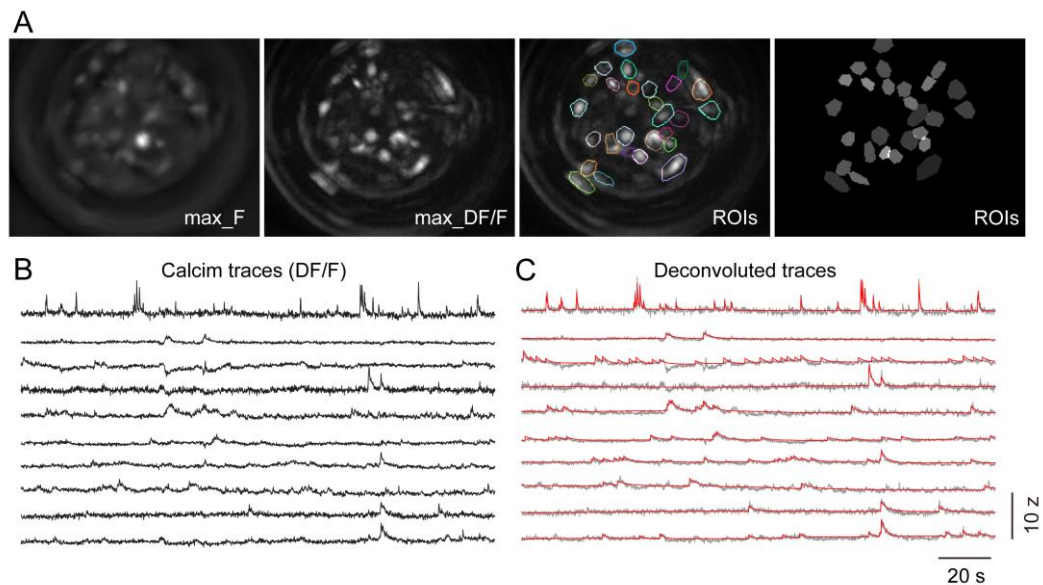 A
max_F
max_DF/F
ROIs
ROIs
B
Calcim traces (DF/F)
C
Deconvoluted traces
10 z
20 s